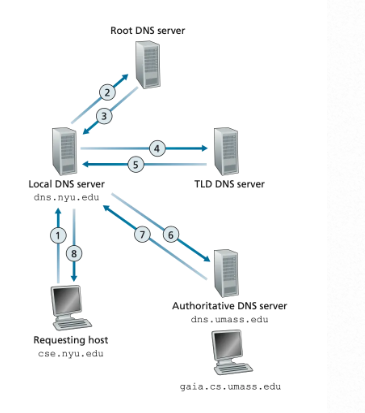 Root DNS server
2
3
4
5
Local DNS server
dns.nyu.edu
TLD DNS server
1
8
7
6
Authoritative DNS server
dns.umass.edu
Requesting host
cse.nyu.edu
gaia.cs.umass.edu